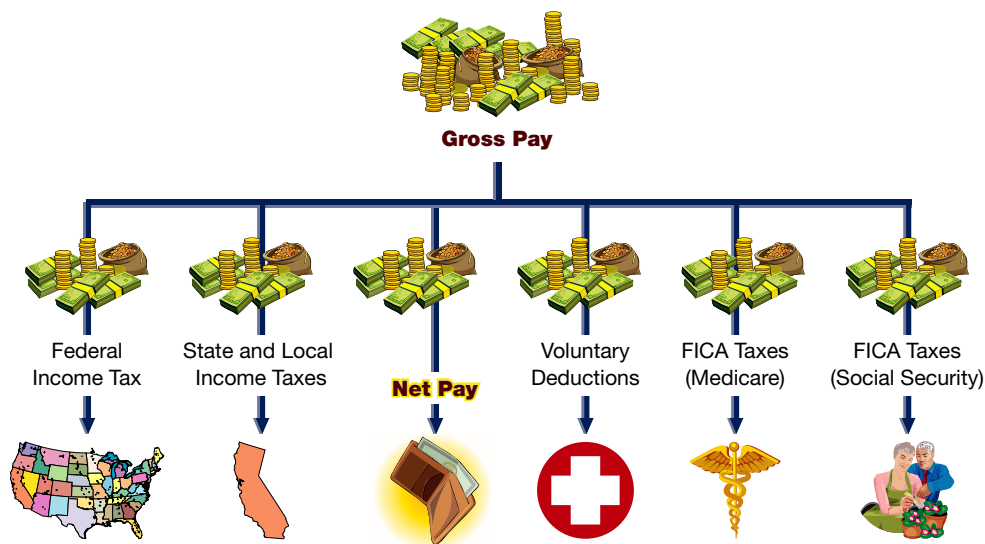 Gross Pay
Federal
Income Tax
State and Local
Income Taxes
Net Pay
Voluntary
Deductions
FICA Taxes
(Medicare)
FICA Taxes
(Social Security)